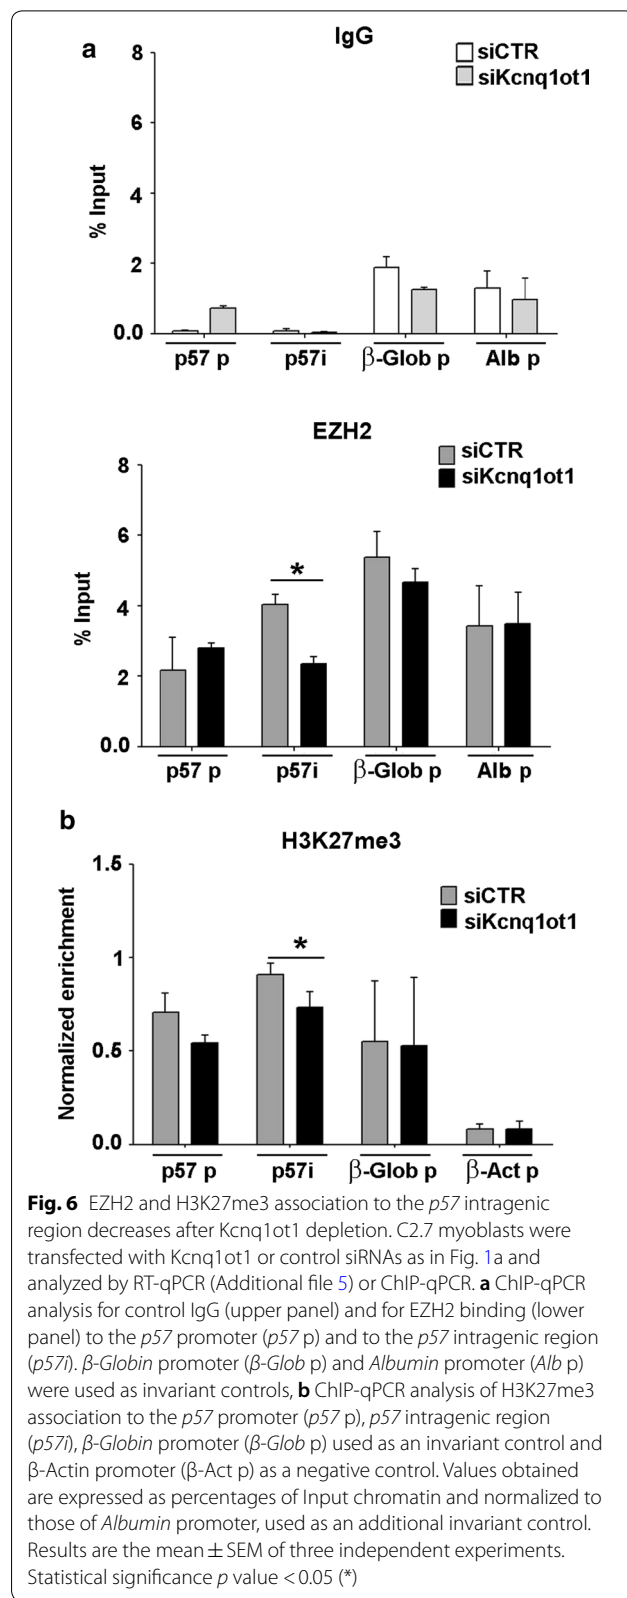 a
IgG
siCTR
siKcnq1ot1
% Input
8
6
4
2
0.0
p57 p
p57i
β-Glob p
Alb p
EZH2
siCTR
siKcnq1ot1
% Input
8
6
4
2
0.0
*
p57 p
p57i
β-Glob p
Alb p
b
H3K27me3
siCTR
siKcnq1ot1
Normalized enrichment
1.5
1
0.5
0.0
*
p57 p
p57i
β-Glob p
β-Act p
Fig. 6 EZH2 and H3K27me3 association to the p57 intragenic
region decreases after Kcnq1ot1 depletion. C2.7 myoblasts were
transfected with Kcnq1ot1 or control siRNAs as in Fig. 1a and
analyzed by RT-qPCR (Additional file 5) or ChIP-qPCR. a ChIP-qPCR
analysis for control IgG (upper panel) and for EZH2 binding (lower
panel) to the p57 promoter (p57 p) and to the p57 intragenic region
(p57i). β-Globin promoter (β-Glob p) and Albumin promoter (Alb p)
were used as invariant controls, b ChIP-qPCR analysis of H3K27me3
association to the p57 promoter (p57 p), p57 intragenic region
(p57i), β-Globin promoter (β-Glob p) used as an invariant control and
β-Actin promoter (β-Act p) as a negative control. Values obtained
are expressed as percentages of Input chromatin and normalized to
those of Albumin promoter, used as an additional invariant control.
Results are the mean ± SEM of three independent experiments.
Statistical significance p value < 0.05 (*)